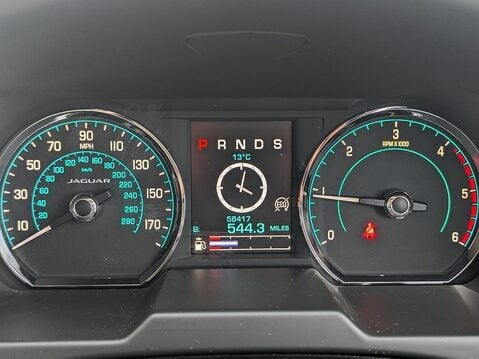 10 30 50 70 90 110 130 150 170
MPH
20 40 60 80 100 120 140 160 180 200 220 240 260 280
km/h
JAGUAR
P R N D S
13°C
58417
B: 544.3 MILES
0 1 2 3 4 5 6
RPM X 1000